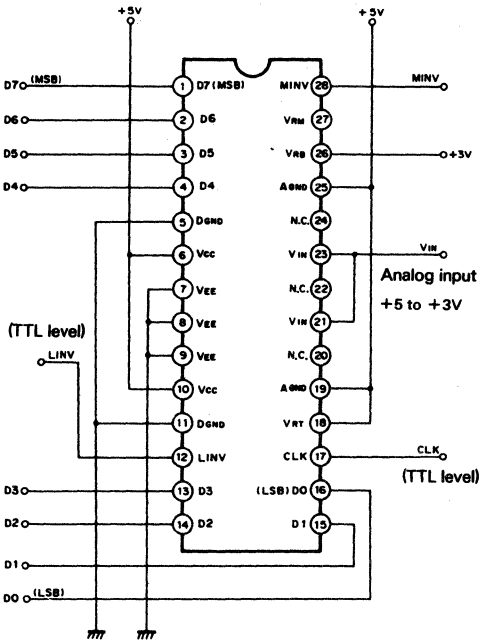 +5V +5V
D7 (MSB) 1 D7(MSB) MINV 28 MINV
D6 2 D6 VRM 27
D5 3 D5 VRB 26 +3V
D4 4 D4 AGND 25
5 DGND N.C. 24
6 VCC VIN 23 VIN
Analog input
7 VEE N.C. 22
+5 to +3V
8 VEE VIN 21
(TTL level)
LINV 9 VEE N.C. 20
10 VCC AGND 19
11 DGND VRT 18
12 LINV CLK 17 CLK
(TTL level)
D3 13 D3 (LSB)D0 16
D2 14 D2 D1 15
D1
D0 (LSB)